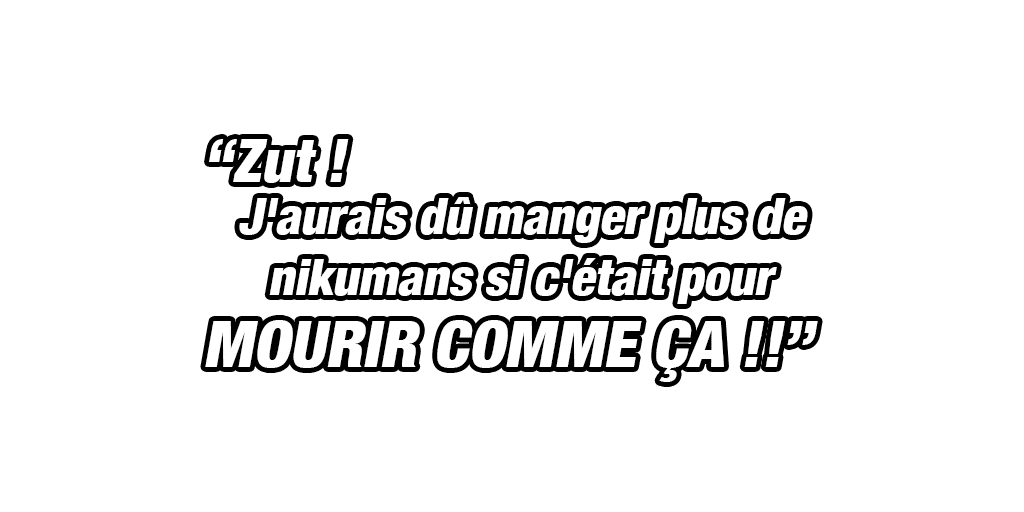 “Zut !
J'aurais dû manger plus de
nikumans si c'était pour
MOURIR COMME ÇA !!”